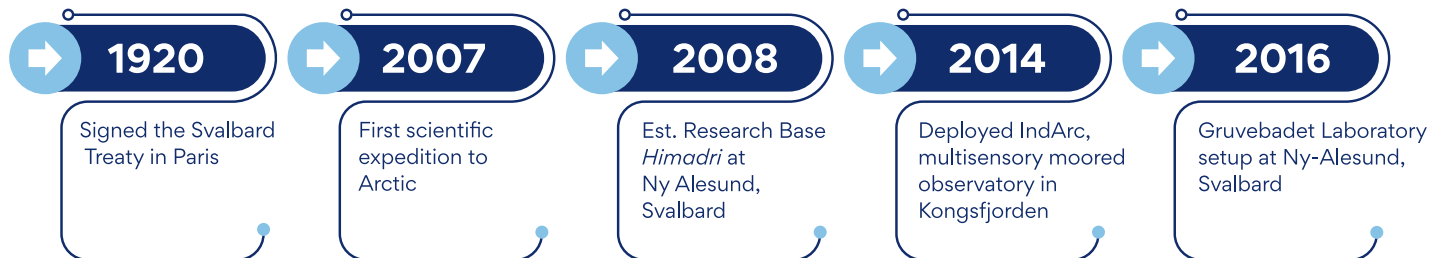 1920
Signed the Svalbard
Treaty in Paris
2007
First scientific
expedition to
Arctic
2008
Est. Research Base
Himadri at
Ny Alesund,
Svalbard
2014
Deployed IndArc,
multisensory moored
observatory in
Kongsfjorden
2016
Gruvebadet Laboratory
setup at Ny-Alesund,
Svalbard